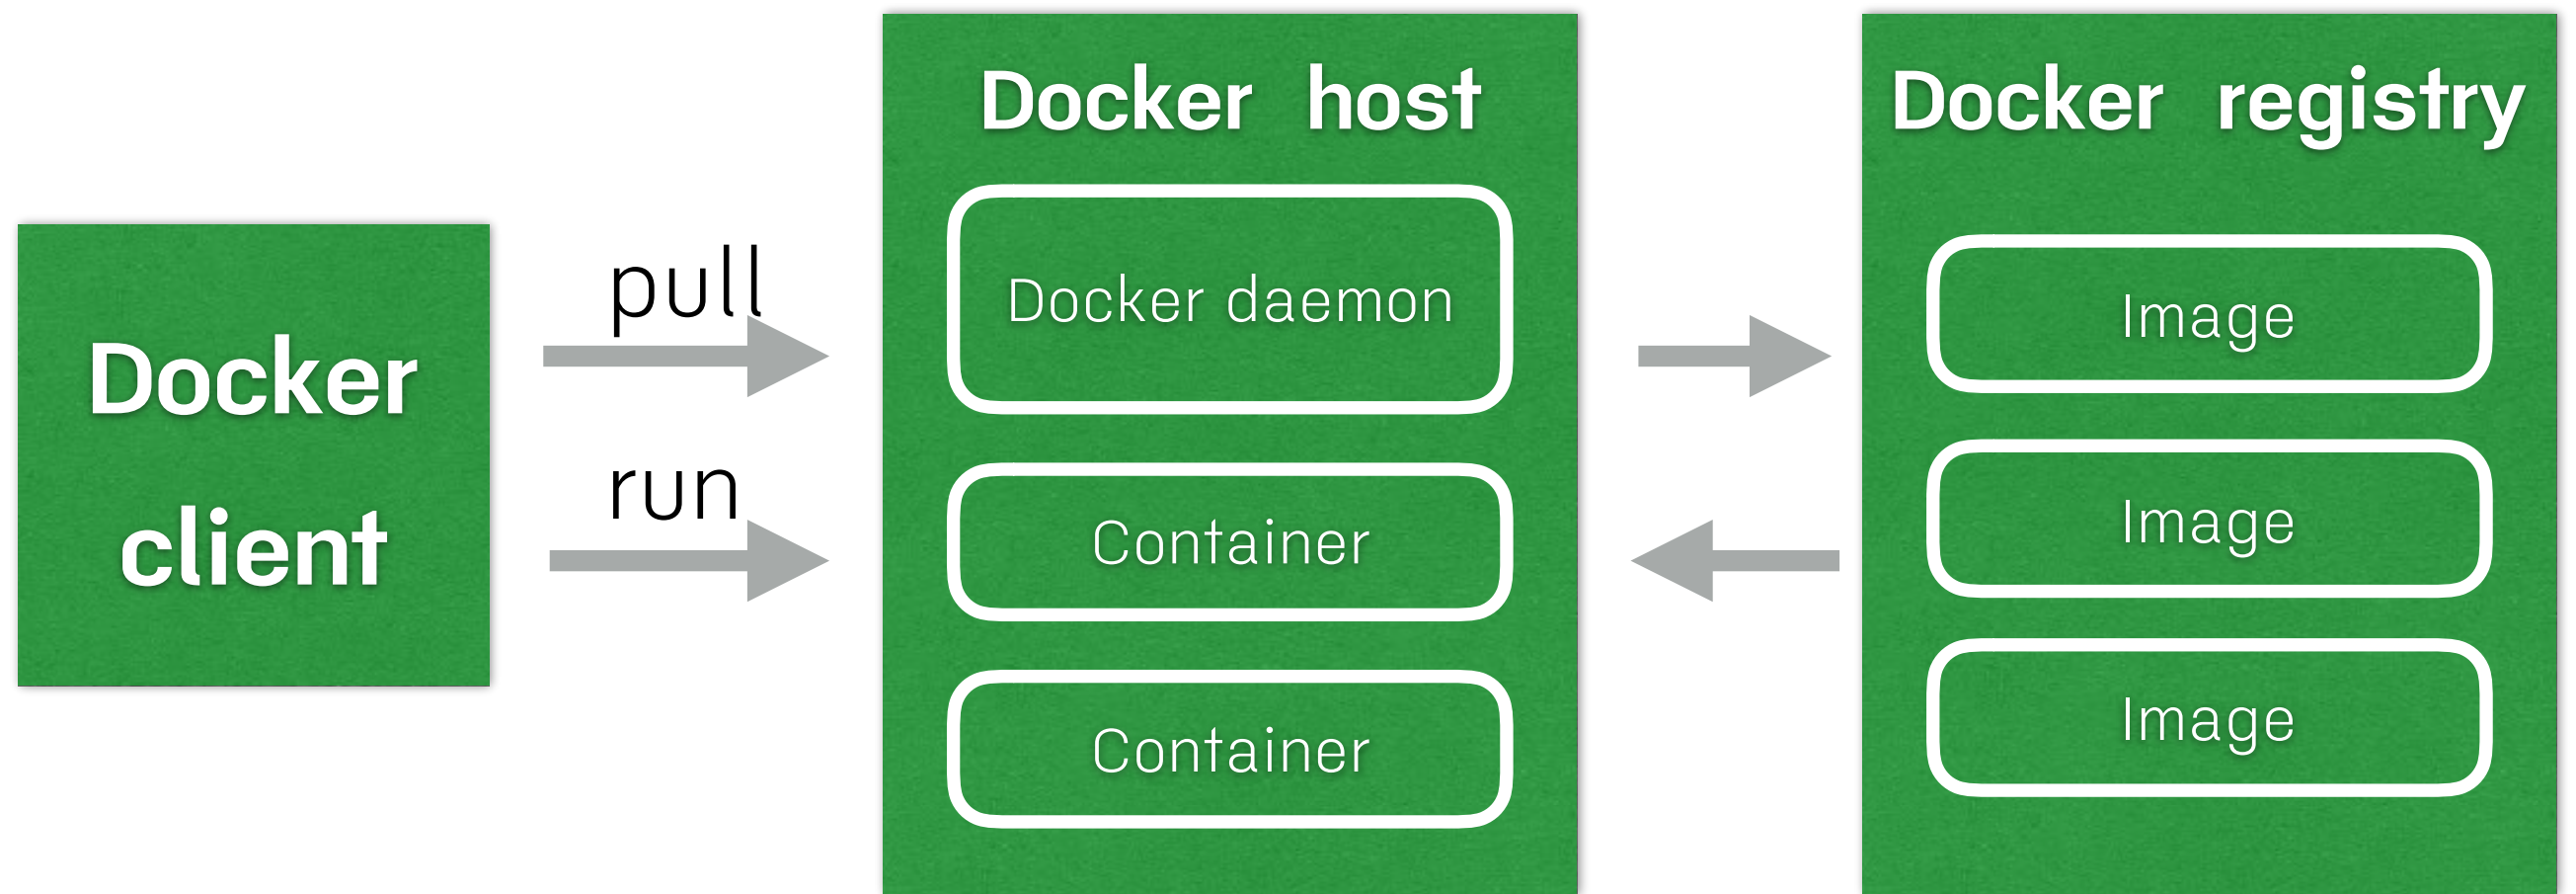 Docker
client
pull
run
Docker host
Docker daemon
Container
Container
Docker registry
Image
Image
Image